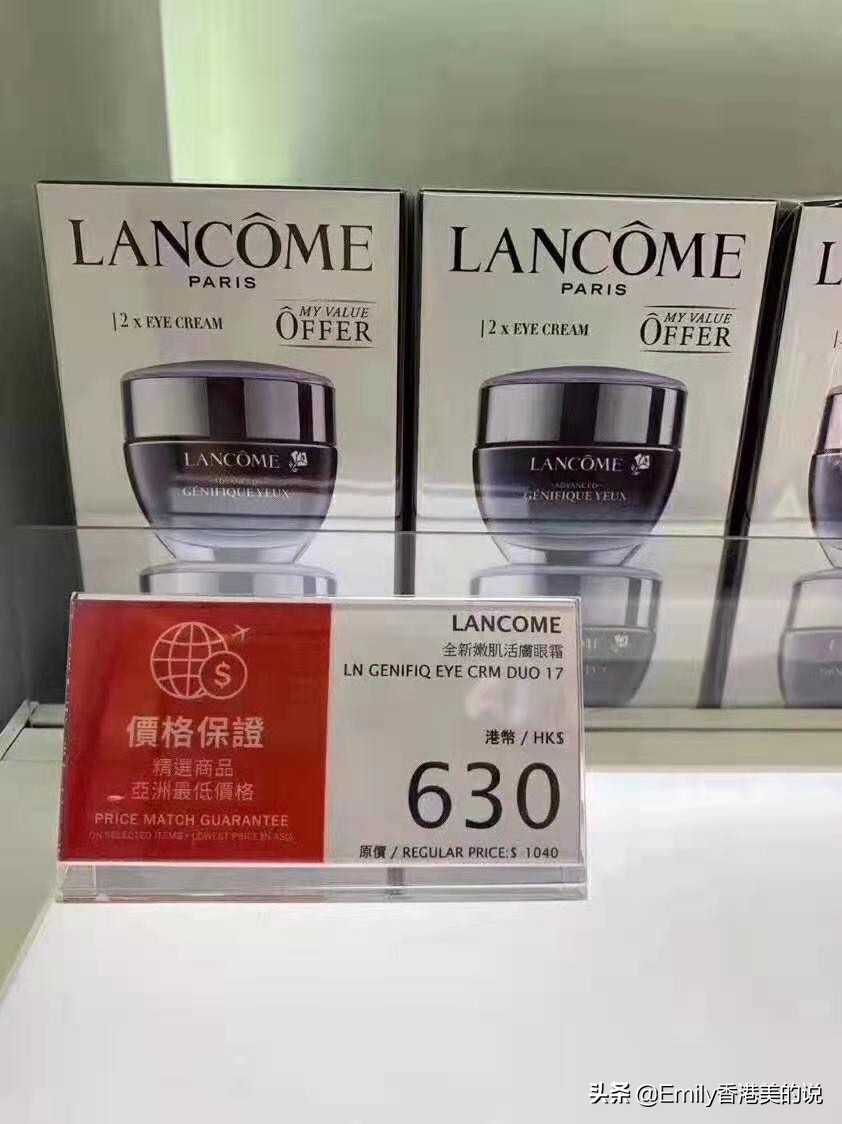 LANCÔME
PARIS
2 x EYE CREAM
MY VALUE
ÔFFER
LANCÔME
ADVANCED
GÉNIFIQUE YEUX
LANCÔME
PARIS
2 x EYE CREAM
MY VALUE
ÔFFER
LANCÔME
ADVANCED
GÉNIFIQUE YEUX
L
價格保證
精選商品
亞洲最低價格
PRICE MATCH GUARANTEE
ON SELECTED ITEMS • LOWEST PRICE IN ASIA
LANCOME
全新嫩肌活膚眼霜
LN GENIFIQ EYE CRM DUO 17
港幣 / HK$
630
原價 / REGULAR PRICE:$ 1040
头条 @Emily香港美的说